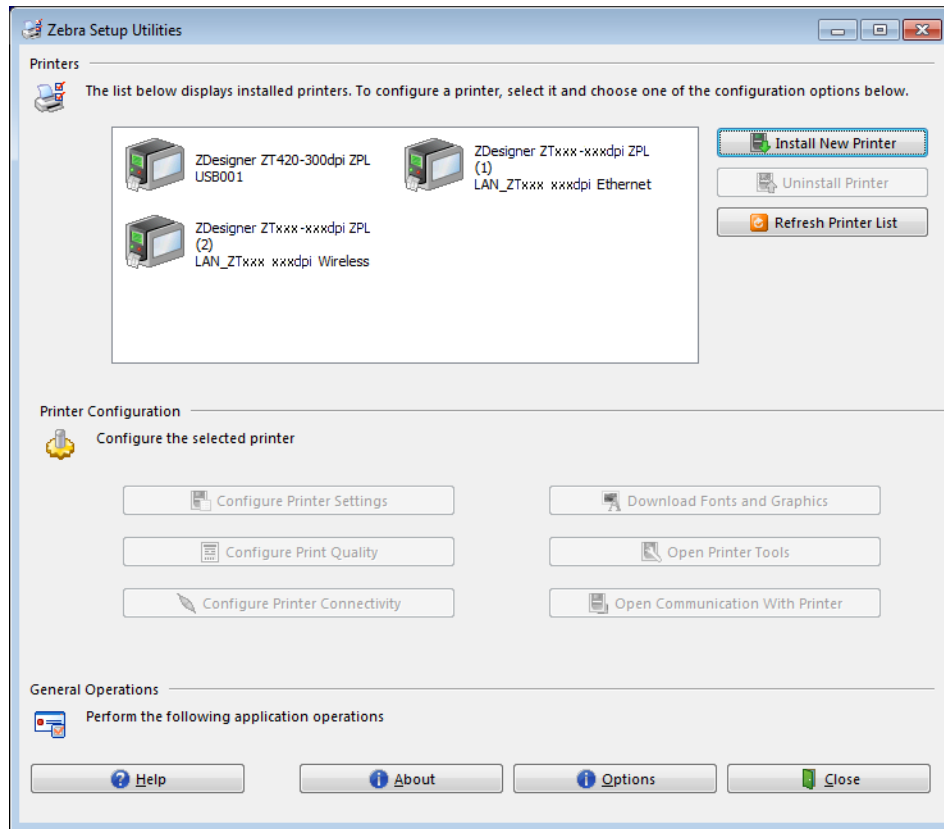 Zebra Setup Utilities
Printers
The list below displays installed printers. To configure a printer, select it and choose one of the configuration options below.
ZDesigner ZT420-300dpi ZPL
USB001
ZDesigner ZTxxx-xxxdpi ZPL
(1)
LAN_ZTxxx xxxdpi Ethernet
ZDesigner ZTxxx-xxxdpi ZPL
(2)
LAN_ZTxxx xxxdpi Wireless
Install New Printer
Uninstall Printer
Refresh Printer List
Printer Configuration
Configure the selected printer
Configure Printer Settings
Download Fonts and Graphics
Configure Print Quality
Open Printer Tools
Configure Printer Connectivity
Open Communication With Printer
General Operations
Perform the following application operations
Help
About
Options
Close